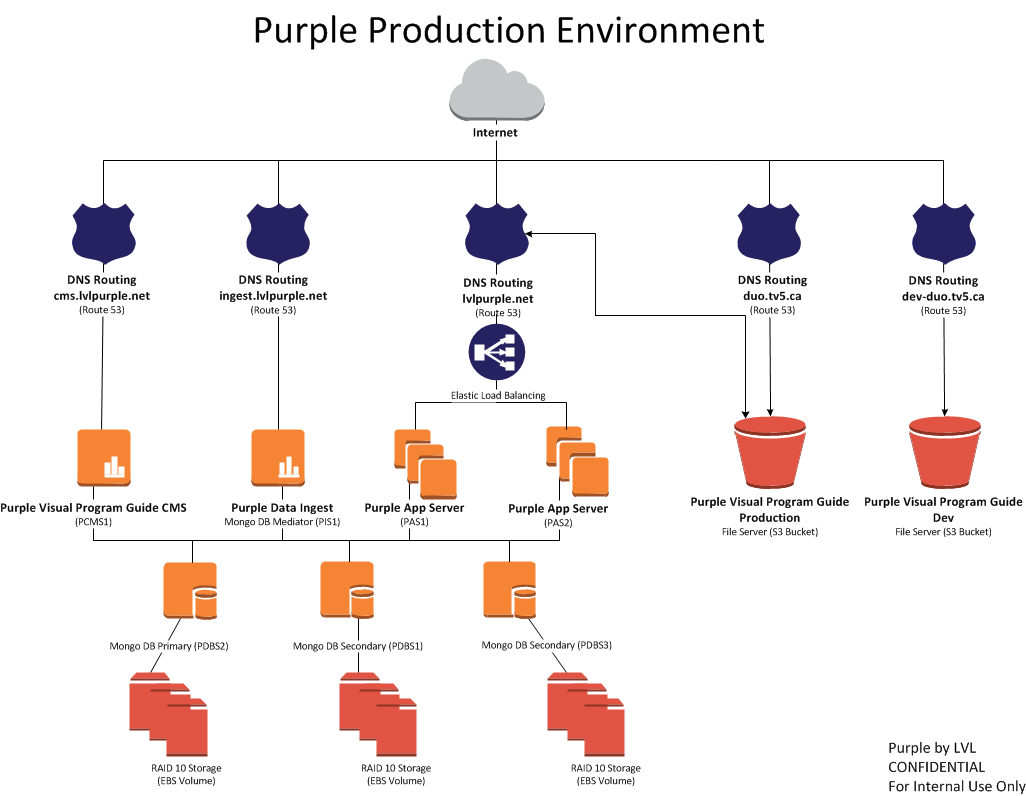 Purple Production Environment
Internet
DNS Routing
cms.lvlpurple.net
(Route 53)
DNS Routing
ingest.lvlpurple.net
(Route 53)
DNS Routing
lvlpurple.net
(Route 53)
DNS Routing
duo.tv5.ca
(Route 53)
DNS Routing
dev-duo.tv5.ca
(Route 53)
Elastic Load Balancing
Purple Visual Program Guide CMS
(PCMS1)
Purple Data Ingest
Mongo DB Mediator (PIS1)
Purple App Server
(PAS1)
Purple App Server
(PAS2)
Purple Visual Program Guide
Production
File Server (S3 Bucket)
Purple Visual Program Guide
Dev
File Server (S3 Bucket)
Mongo DB Primary (PDBS2)
Mongo DB Secondary (PDBS1)
Mongo DB Secondary (PDBS3)
RAID 10 Storage
(EBS Volume)
RAID 10 Storage
(EBS Volume)
RAID 10 Storage
(EBS Volume)
Purple by LVL
CONFIDENTIAL
For Internal Use Only